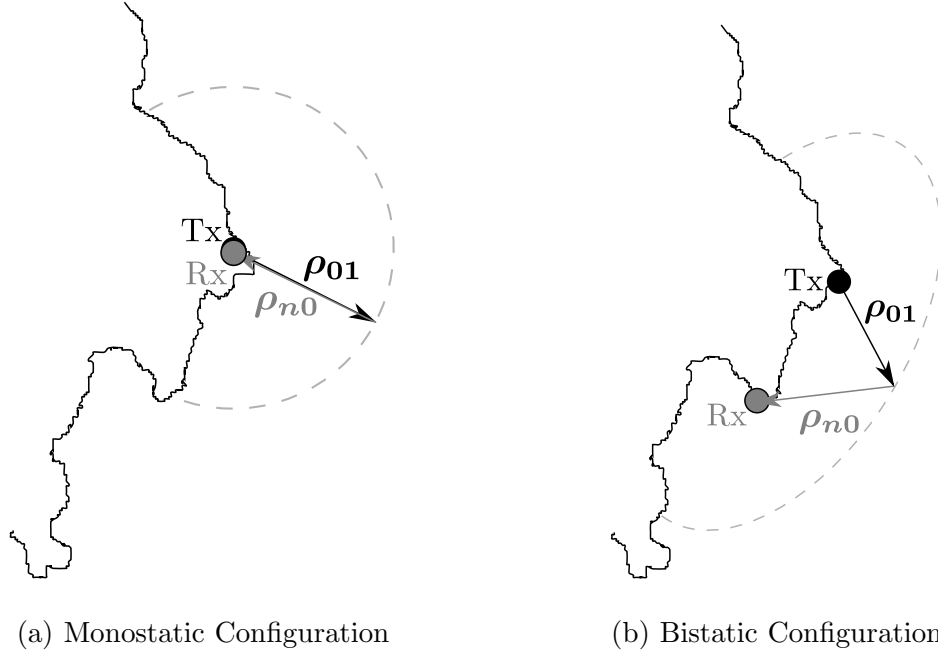 Tx
Rx
ρ01
ρn0
Tx
Rx
ρ01
ρn0
(a) Monostatic Configuration
(b) Bistatic Configuration